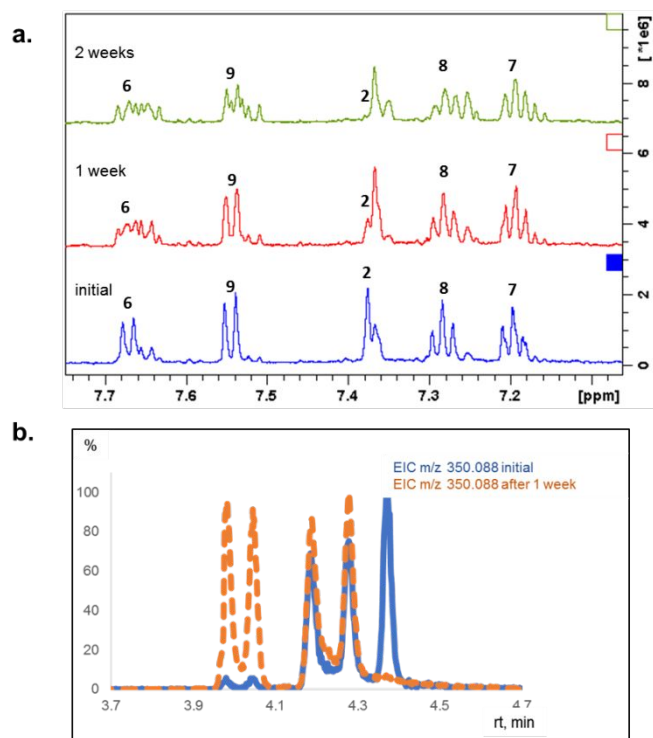 a.
[ *1e6]
2 weeks
6
9
2
8
7
8
1 week
6
9
2
8
7
6
4
initial
6
9
2
8
7
2
0
7.7 7.6 7.5 7.4 7.3 7.2 [ppm]
b.
%
EIC m/z 350.088 initial
EIC m/z 350.088 after 1 week
100
80
60
40
20
0
3.7 3.9 4.1 4.3 4.5 4 7
rt, min